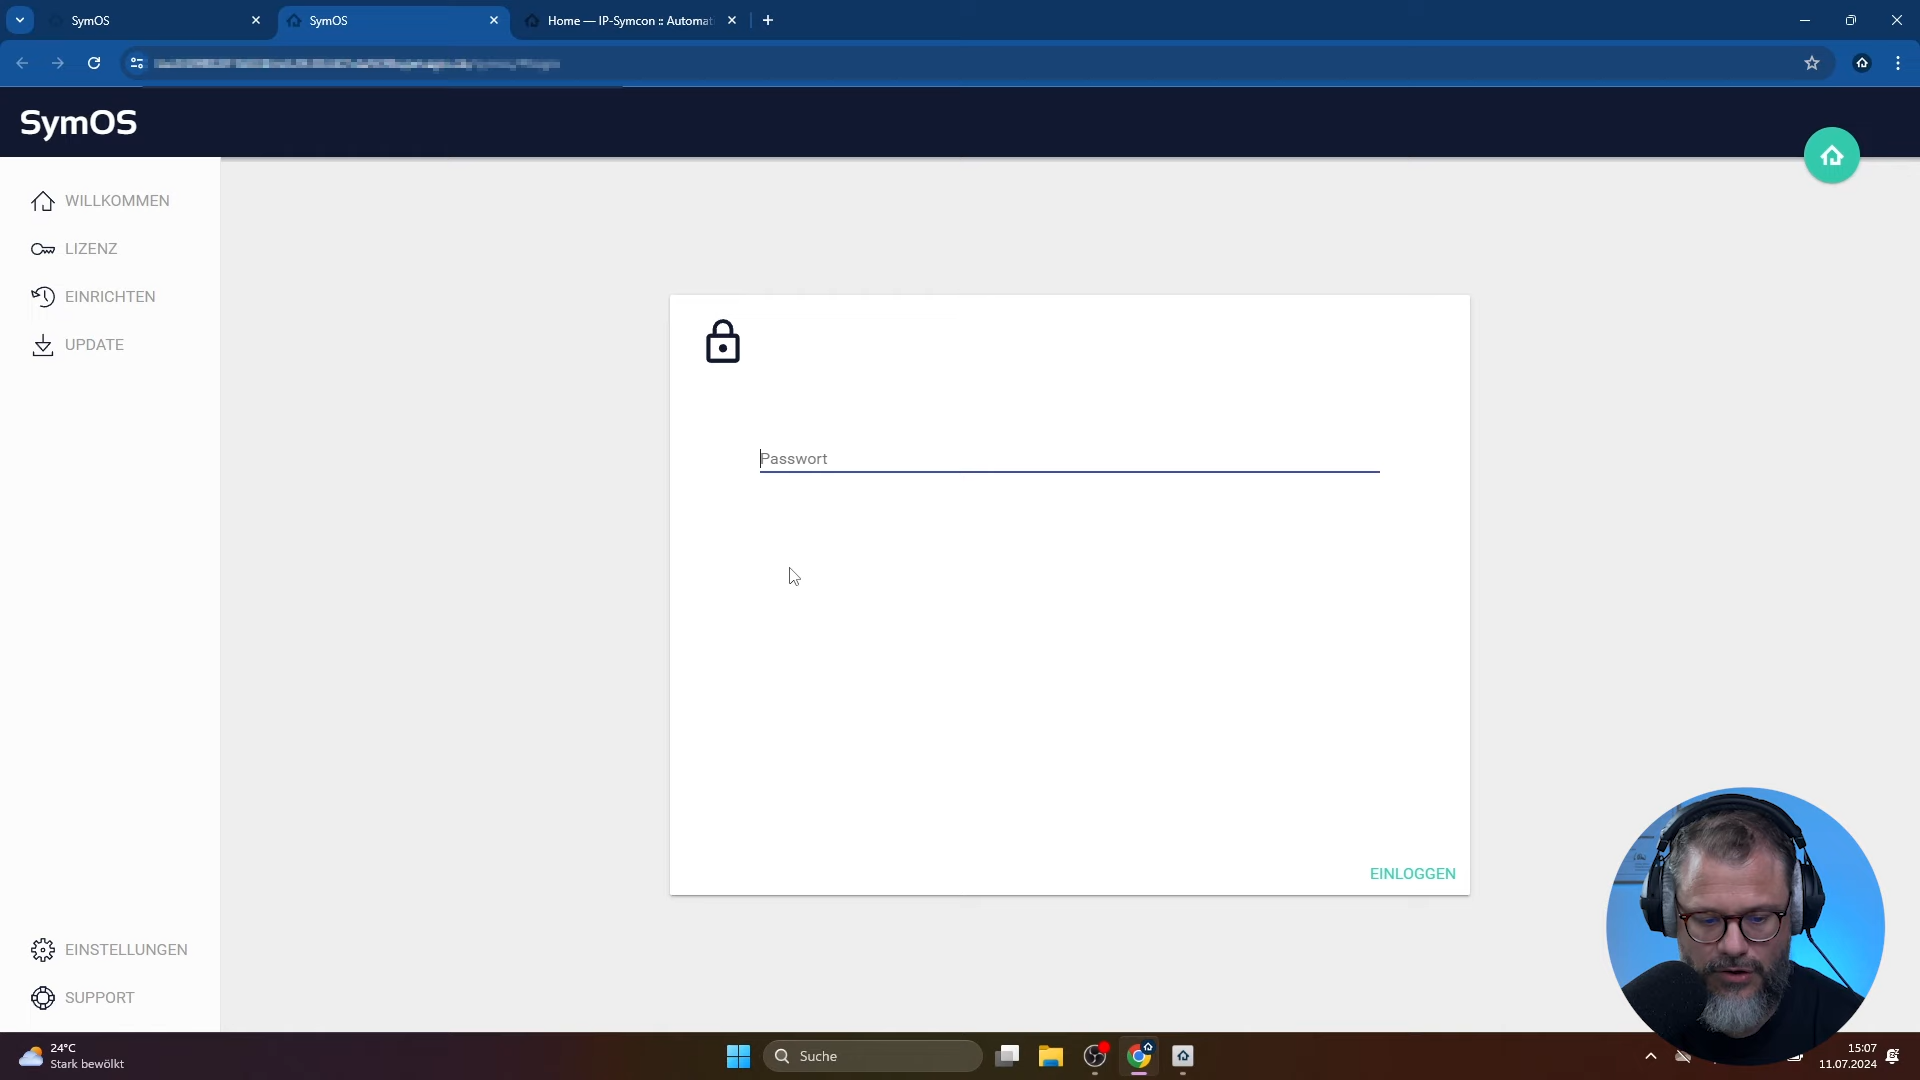 SymOS
SymOS
Home — IP-Symcon :: Automat
SymOS
WILLKOMMEN
LIZENZ
EINRICHTEN
UPDATE
Passwort
EINLOGGEN
EINSTELLUNGEN
SUPPORT
24°C
Stark bewölkt
Suche
15:07
11.07.2024